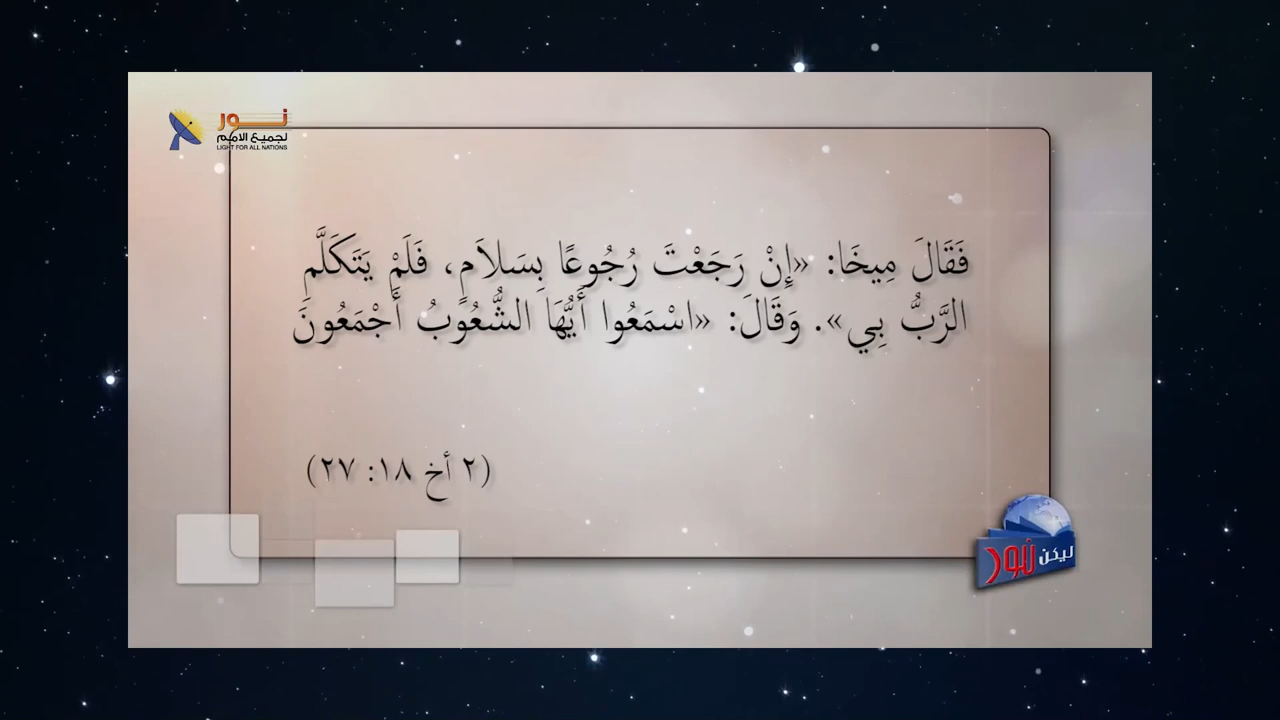 نور
لجميع الامم
LIGHT FOR ALL NATIONS
فَقَالَ مِيخَا: «إِنْ رَجَعْتَ رُجُوعًا بِسَلاَمٍ، فَلَمْ يَتَكَلَّمِ
الرَّبُّ بِي». وَقَالَ: «اسْمَعُوا أَيُّهَا الشُّعُوبُ أَجْمَعُونَ
(٢ أخ ١٨: ٢٧)
ليكن نور